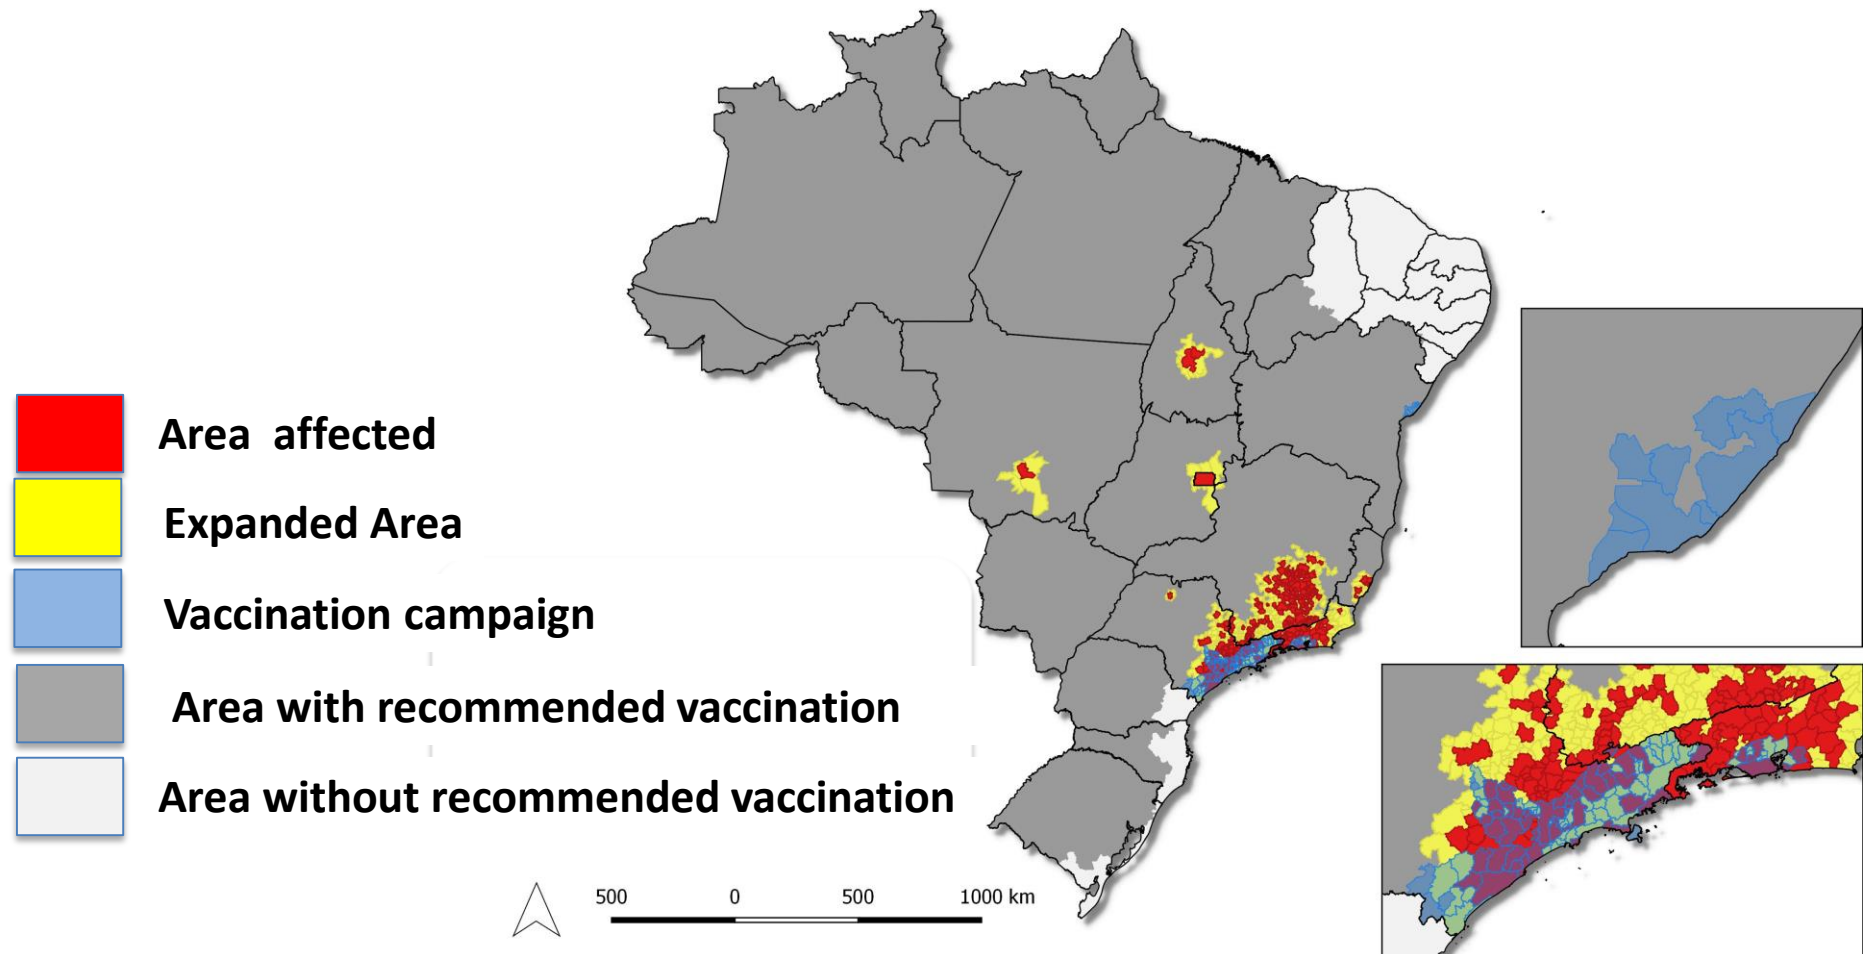 Area affected
Expanded Area
Vaccination campaign
Area with recommended vaccination
Area without recommended vaccination
500 0 500 1000 km